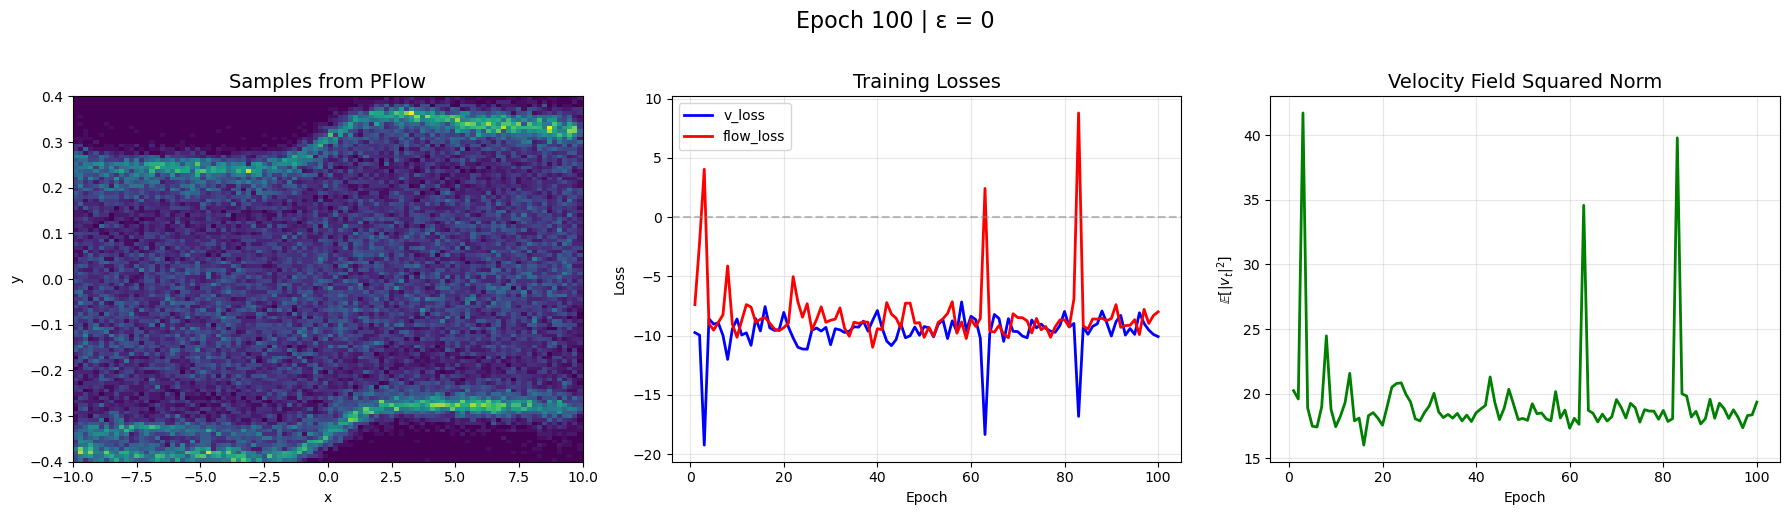 Epoch 100 | ε = 0
Samples from PFlow
0.4
0.3
0.2
0.1
0.0
−0.1
−0.2
−0.3
−0.4
y
−10.0 −7.5 −5.0 −2.5 0.0 2.5 5.0 7.5 10.0
x
Training Losses
v_loss
flow_loss
10
5
0
−5
−10
−15
−20
Loss
0 20 40 60 80 100
Epoch
Velocity Field Squared Norm
40
35
30
25
20
15
𝔼[|v_t|²]
0 20 40 60 80 100
Epoch